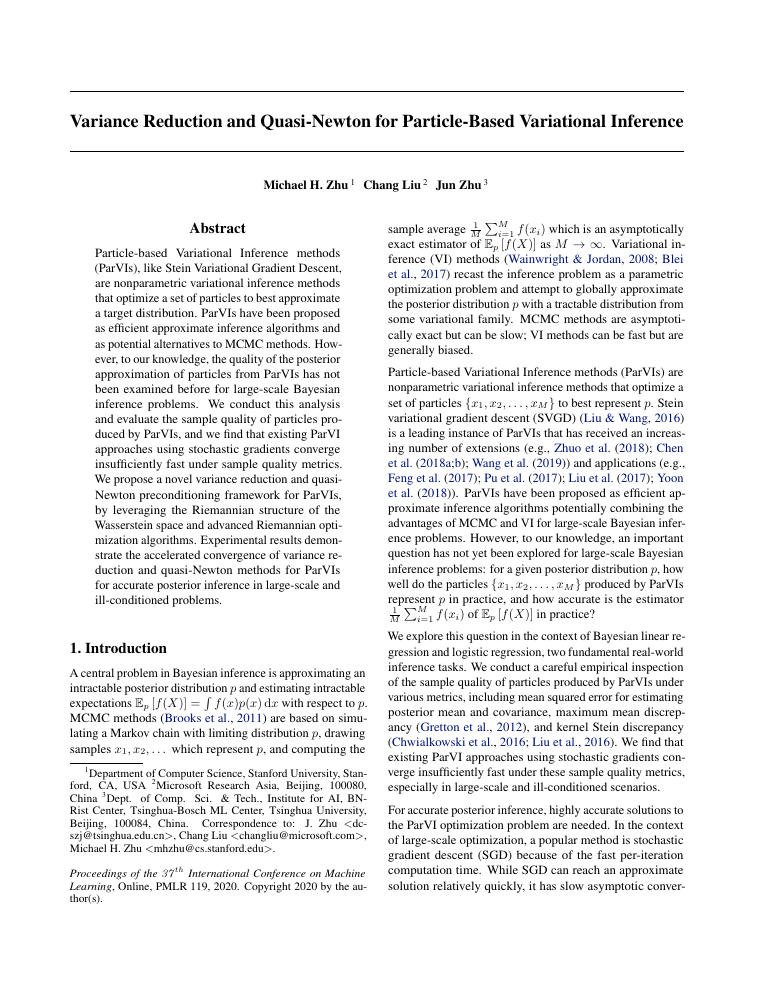 Variance Reduction and Quasi-Newton for Particle-Based Variational Inference
Michael H. Zhu 1 Chang Liu 2 Jun Zhu 3
Abstract
Particle-based Variational Inference methods
(ParVIs), like Stein Variational Gradient Descent,
are nonparametric variational inference methods
that optimize a set of particles to best approximate
a target distribution. ParVIs have been proposed
as efficient approximate inference algorithms and
as potential alternatives to MCMC methods. How-
ever, to our knowledge, the quality of the posterior
approximation of particles from ParVIs has not
been examined before for large-scale Bayesian
inference problems. We conduct this analysis
and evaluate the sample quality of particles pro-
duced by ParVIs, and we find that existing ParVI
approaches using stochastic gradients converge
insufficiently fast under sample quality metrics.
We propose a novel variance reduction and quasi-
Newton preconditioning framework for ParVIs,
by leveraging the Riemannian structure of the
Wasserstein space and advanced Riemannian opti-
mization algorithms. Experimental results demon-
strate the accelerated convergence of variance re-
duction and quasi-Newton methods for ParVIs
for accurate posterior inference in large-scale and
ill-conditioned problems.
1. Introduction
A central problem in Bayesian inference is approximating an
intractable posterior distribution p and estimating intractable
expectations 𝔼p [f(X)] = ∫ f(x)p(x) dx with respect to p.
MCMC methods (Brooks et al., 2011) are based on simu-
lating a Markov chain with limiting distribution p, drawing
samples x1, x2, . . . which represent p, and computing the
1Department of Computer Science, Stanford University, Stan-
ford, CA, USA 2Microsoft Research Asia, Beijing, 100080,
China 3Dept. of Comp. Sci. & Tech., Institute for AI, BN-
Rist Center, Tsinghua-Bosch ML Center, Tsinghua University,
Beijing, 100084, China. Correspondence to: J. Zhu <dc-
szj@tsinghua.edu.cn>, Chang Liu <changliu@microsoft.com>,
Michael H. Zhu <mhzhu@cs.stanford.edu>.
Proceedings of the 37th International Conference on Machine
Learning, Online, PMLR 119, 2020. Copyright 2020 by the au-
thor(s).
sample average 1/M ∑M i=1 f(xi) which is an asymptotically
exact estimator of 𝔼p [f(X)] as M → ∞. Variational in-
ference (VI) methods (Wainwright & Jordan, 2008; Blei
et al., 2017) recast the inference problem as a parametric
optimization problem and attempt to globally approximate
the posterior distribution p with a tractable distribution from
some variational family. MCMC methods are asymptoti-
cally exact but can be slow; VI methods can be fast but are
generally biased.
Particle-based Variational Inference methods (ParVIs) are
nonparametric variational inference methods that optimize a
set of particles {x1, x2, . . . , xM} to best represent p. Stein
variational gradient descent (SVGD) (Liu & Wang, 2016)
is a leading instance of ParVIs that has received an increas-
ing number of extensions (e.g., Zhuo et al. (2018); Chen
et al. (2018a;b); Wang et al. (2019)) and applications (e.g.,
Feng et al. (2017); Pu et al. (2017); Liu et al. (2017); Yoon
et al. (2018)). ParVIs have been proposed as efficient ap-
proximate inference algorithms potentially combining the
advantages of MCMC and VI for large-scale Bayesian infer-
ence problems. However, to our knowledge, an important
question has not yet been explored for large-scale Bayesian
inference problems: for a given posterior distribution p, how
well do the particles {x1, x2, . . . , xM} produced by ParVIs
represent p in practice, and how accurate is the estimator
1/M ∑M i=1 f(xi) of 𝔼p [f(X)] in practice?
We explore this question in the context of Bayesian linear re-
gression and logistic regression, two fundamental real-world
inference tasks. We conduct a careful empirical inspection
of the sample quality of particles produced by ParVIs under
various metrics, including mean squared error for estimating
posterior mean and covariance, maximum mean discrep-
ancy (Gretton et al., 2012), and kernel Stein discrepancy
(Chwialkowski et al., 2016; Liu et al., 2016). We find that
existing ParVI approaches using stochastic gradients con-
verge insufficiently fast under these sample quality metrics,
especially in large-scale and ill-conditioned scenarios.
For accurate posterior inference, highly accurate solutions to
the ParVI optimization problem are needed. In the context
of large-scale optimization, a popular method is stochastic
gradient descent (SGD) because of the fast per-iteration
computation time. While SGD can reach an approximate
solution relatively quickly, it has slow asymptotic conver-